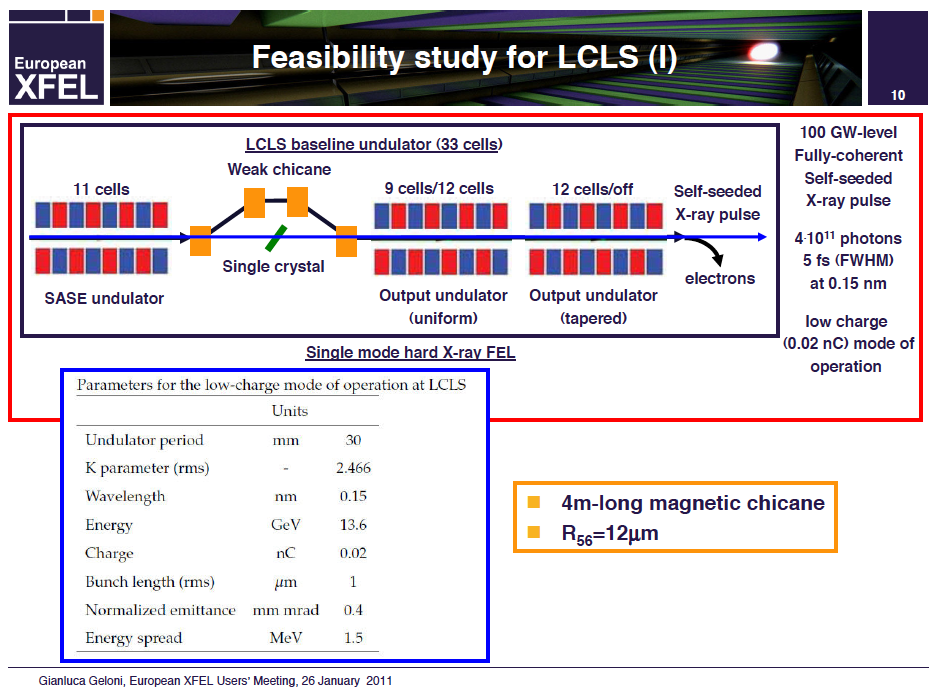 European
XFEL
Feasibility study for LCLS (I)
10
LCLS baseline undulator (33 cells)
Weak chicane
11 cells
9 cells/12 cells
12 cells/off
Self-seeded
X-ray pulse
Single crystal
electrons
SASE undulator
Output undulator
(uniform)
Output undulator
(tapered)
100 GW-level
Fully-coherent
Self-seeded
X-ray pulse
4·10¹¹ photons
5 fs (FWHM)
at 0.15 nm
low charge
(0.02 nC) mode of
operation
Single mode hard X-ray FEL
Parameters for the low-charge mode of operation at LCLS
Units
Undulator period mm 30
K parameter (rms) - 2.466
Wavelength nm 0.15
Energy GeV 13.6
Charge nC 0.02
Bunch length (rms) μm 1
Normalized emittance mm mrad 0.4
Energy spread MeV 1.5
4m-long magnetic chicane
R₅₆=12μm
Gianluca Geloni, European XFEL Users' Meeting, 26 January 2011